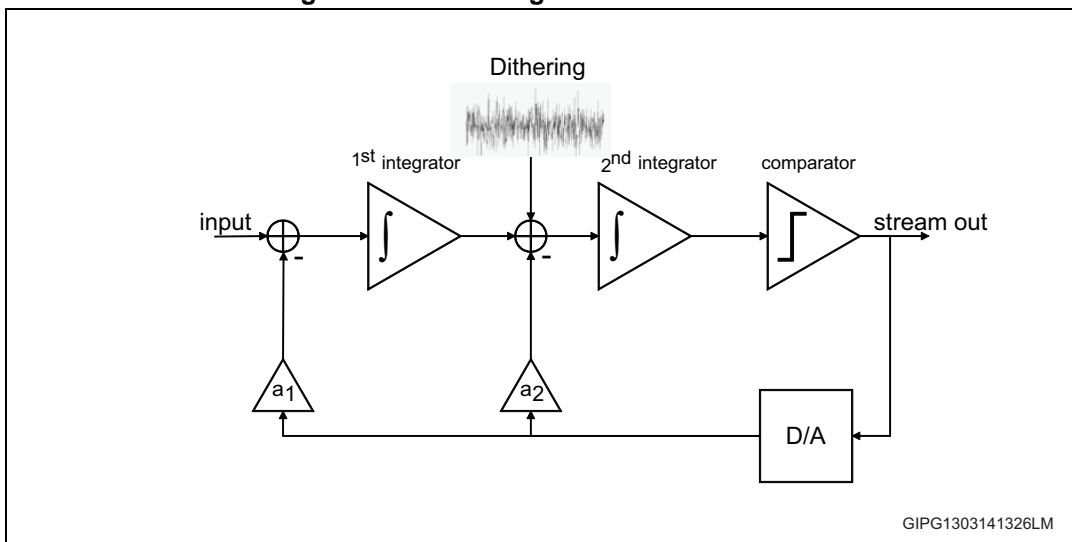 Dithering
1st integrator
2nd integrator
comparator
input
stream out
-
-
a1
a2
D/A
GIPG1303141326LM